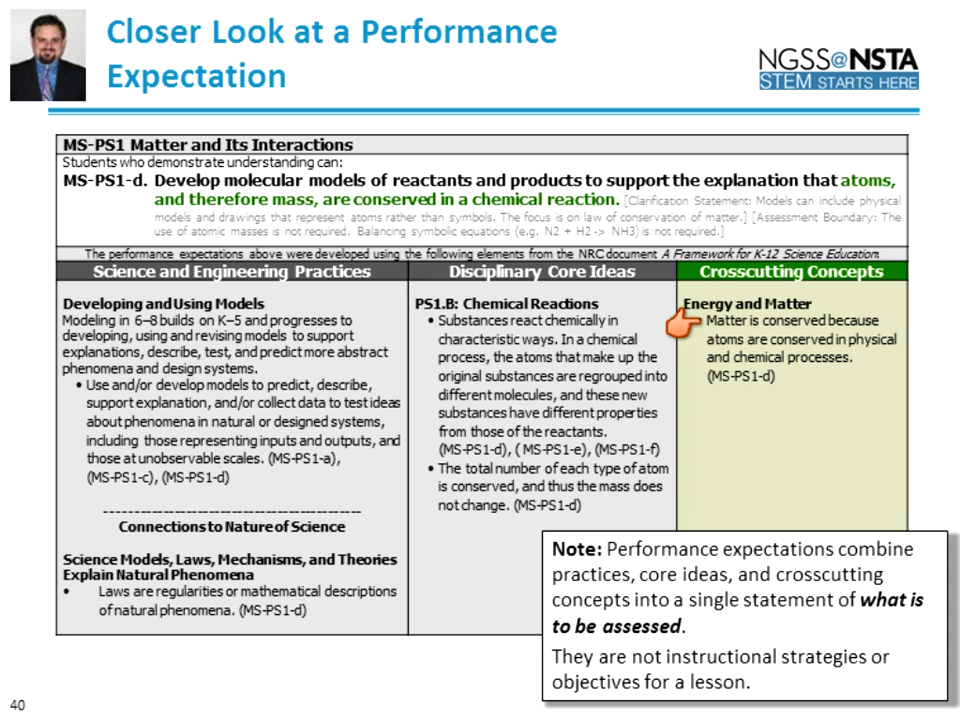 Closer Look at a Performance
Expectation
NGSS@NSTA
STEM STARTS HERE
MS-PS1 Matter and Its Interactions
Students who demonstrate understanding can:
MS-PS1-d. Develop molecular models of reactants and products to support the explanation that atoms,
and therefore mass, are conserved in a chemical reaction. [Clarification Statement: Models can include physical
models and drawings that represent atoms rather than symbols. The focus is on law of conservation of matter.] [Assessment Boundary: The
use of atomic masses is not required. Balancing symbolic equations (e.g. N2 + H2 -> NH3) is not required.]
The performance expectations above were developed using the following elements from the NRC document A Framework for K-12 Science Education:
Science and Engineering Practices
Developing and Using Models
Modeling in 6–8 builds on K–5 and progresses to
developing, using and revising models to support
explanations, describe, test, and predict more abstract
phenomena and design systems.
• Use and/or develop models to predict, describe,
support explanation, and/or collect data to test ideas
about phenomena in natural or designed systems,
including those representing inputs and outputs, and
those at unobservable scales. (MS-PS1-a),
(MS-PS1-c), (MS-PS1-d)
----------------------------------------------
Connections to Nature of Science
Science Models, Laws, Mechanisms, and Theories
Explain Natural Phenomena
• Laws are regularities or mathematical descriptions
of natural phenomena. (MS-PS1-d)
Disciplinary Core Ideas
PS1.B: Chemical Reactions
• Substances react chemically in
characteristic ways. In a chemical
process, the atoms that make up the
original substances are regrouped into
different molecules, and these new
substances have different properties
from those of the reactants.
(MS-PS1-d), ( MS-PS1-e), (MS-PS1-f)
• The total number of each type of atom
is conserved, and thus the mass does
not change. (MS-PS1-d)
Crosscutting Concepts
Energy and Matter
Matter is conserved because
atoms are conserved in physical
and chemical processes.
(MS-PS1-d)
Note: Performance expectations combine
practices, core ideas, and crosscutting
concepts into a single statement of what is
to be assessed.
They are not instructional strategies or
objectives for a lesson.
40